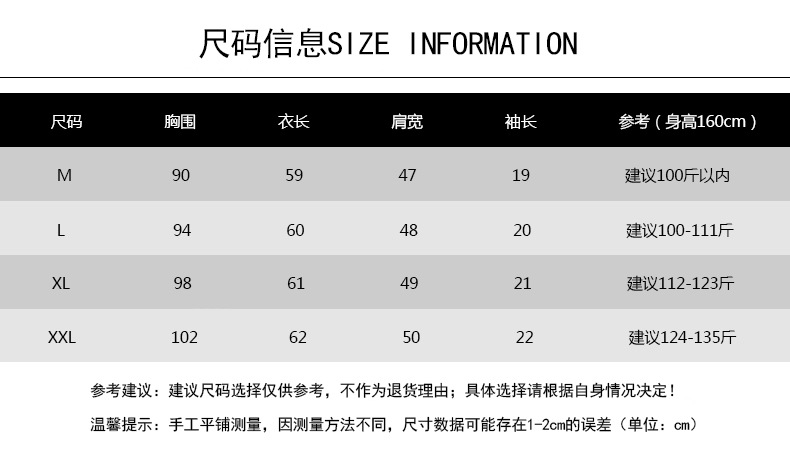 尺码信息SIZE INFORMATION
尺码 胸围 衣长 肩宽 袖长 参考（身高160cm）
M 90 59 47 19 建议100斤以内
L 94 60 48 20 建议100-111斤
XL 98 61 49 21 建议112-123斤
XXL 102 62 50 22 建议124-135斤
参考建议：建议尺码选择仅供参考，不作为退货理由；具体选择请根据自身情况决定！
温馨提示：手工平铺测量，因测量方法不同，尺寸数据可能存在1-2cm的误差（单位：cm）